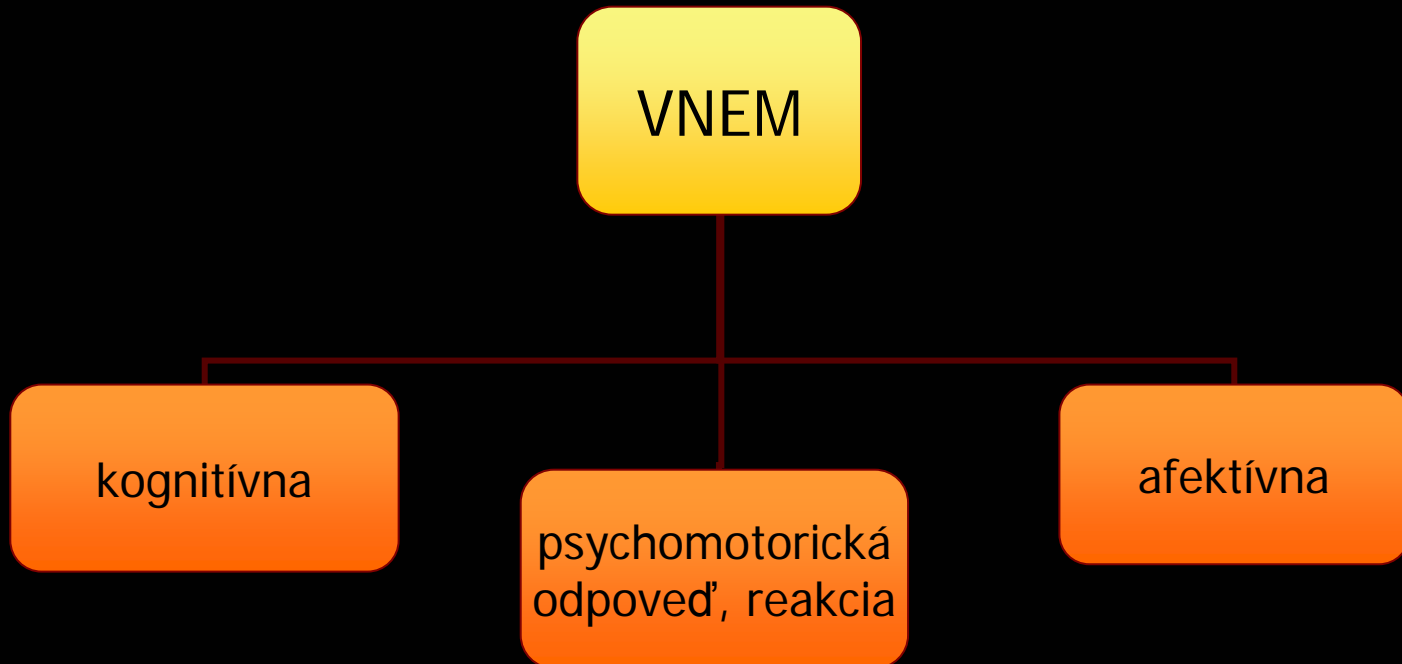 VNEM
kognitívna
psychomotorická
odpoveď, reakcia
afektívna